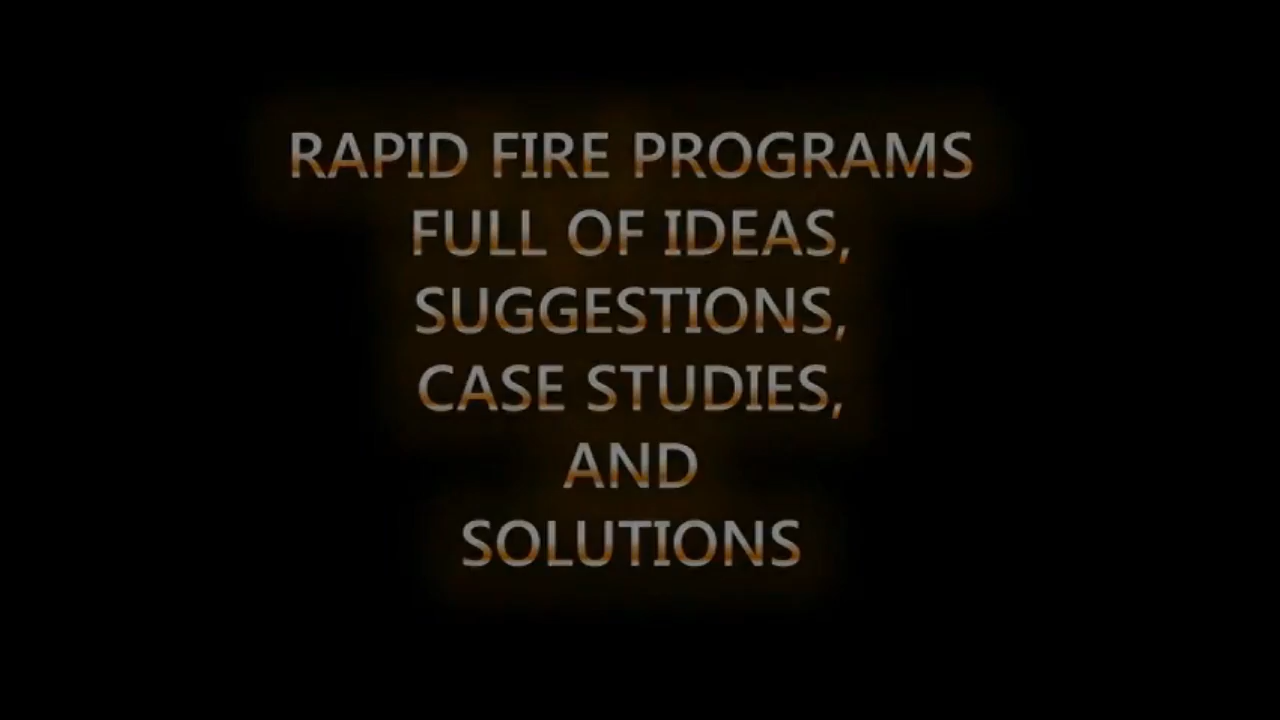 RAPID FIRE PROGRAMS
FULL OF IDEAS,
SUGGESTIONS,
CASE STUDIES,
AND
SOLUTIONS